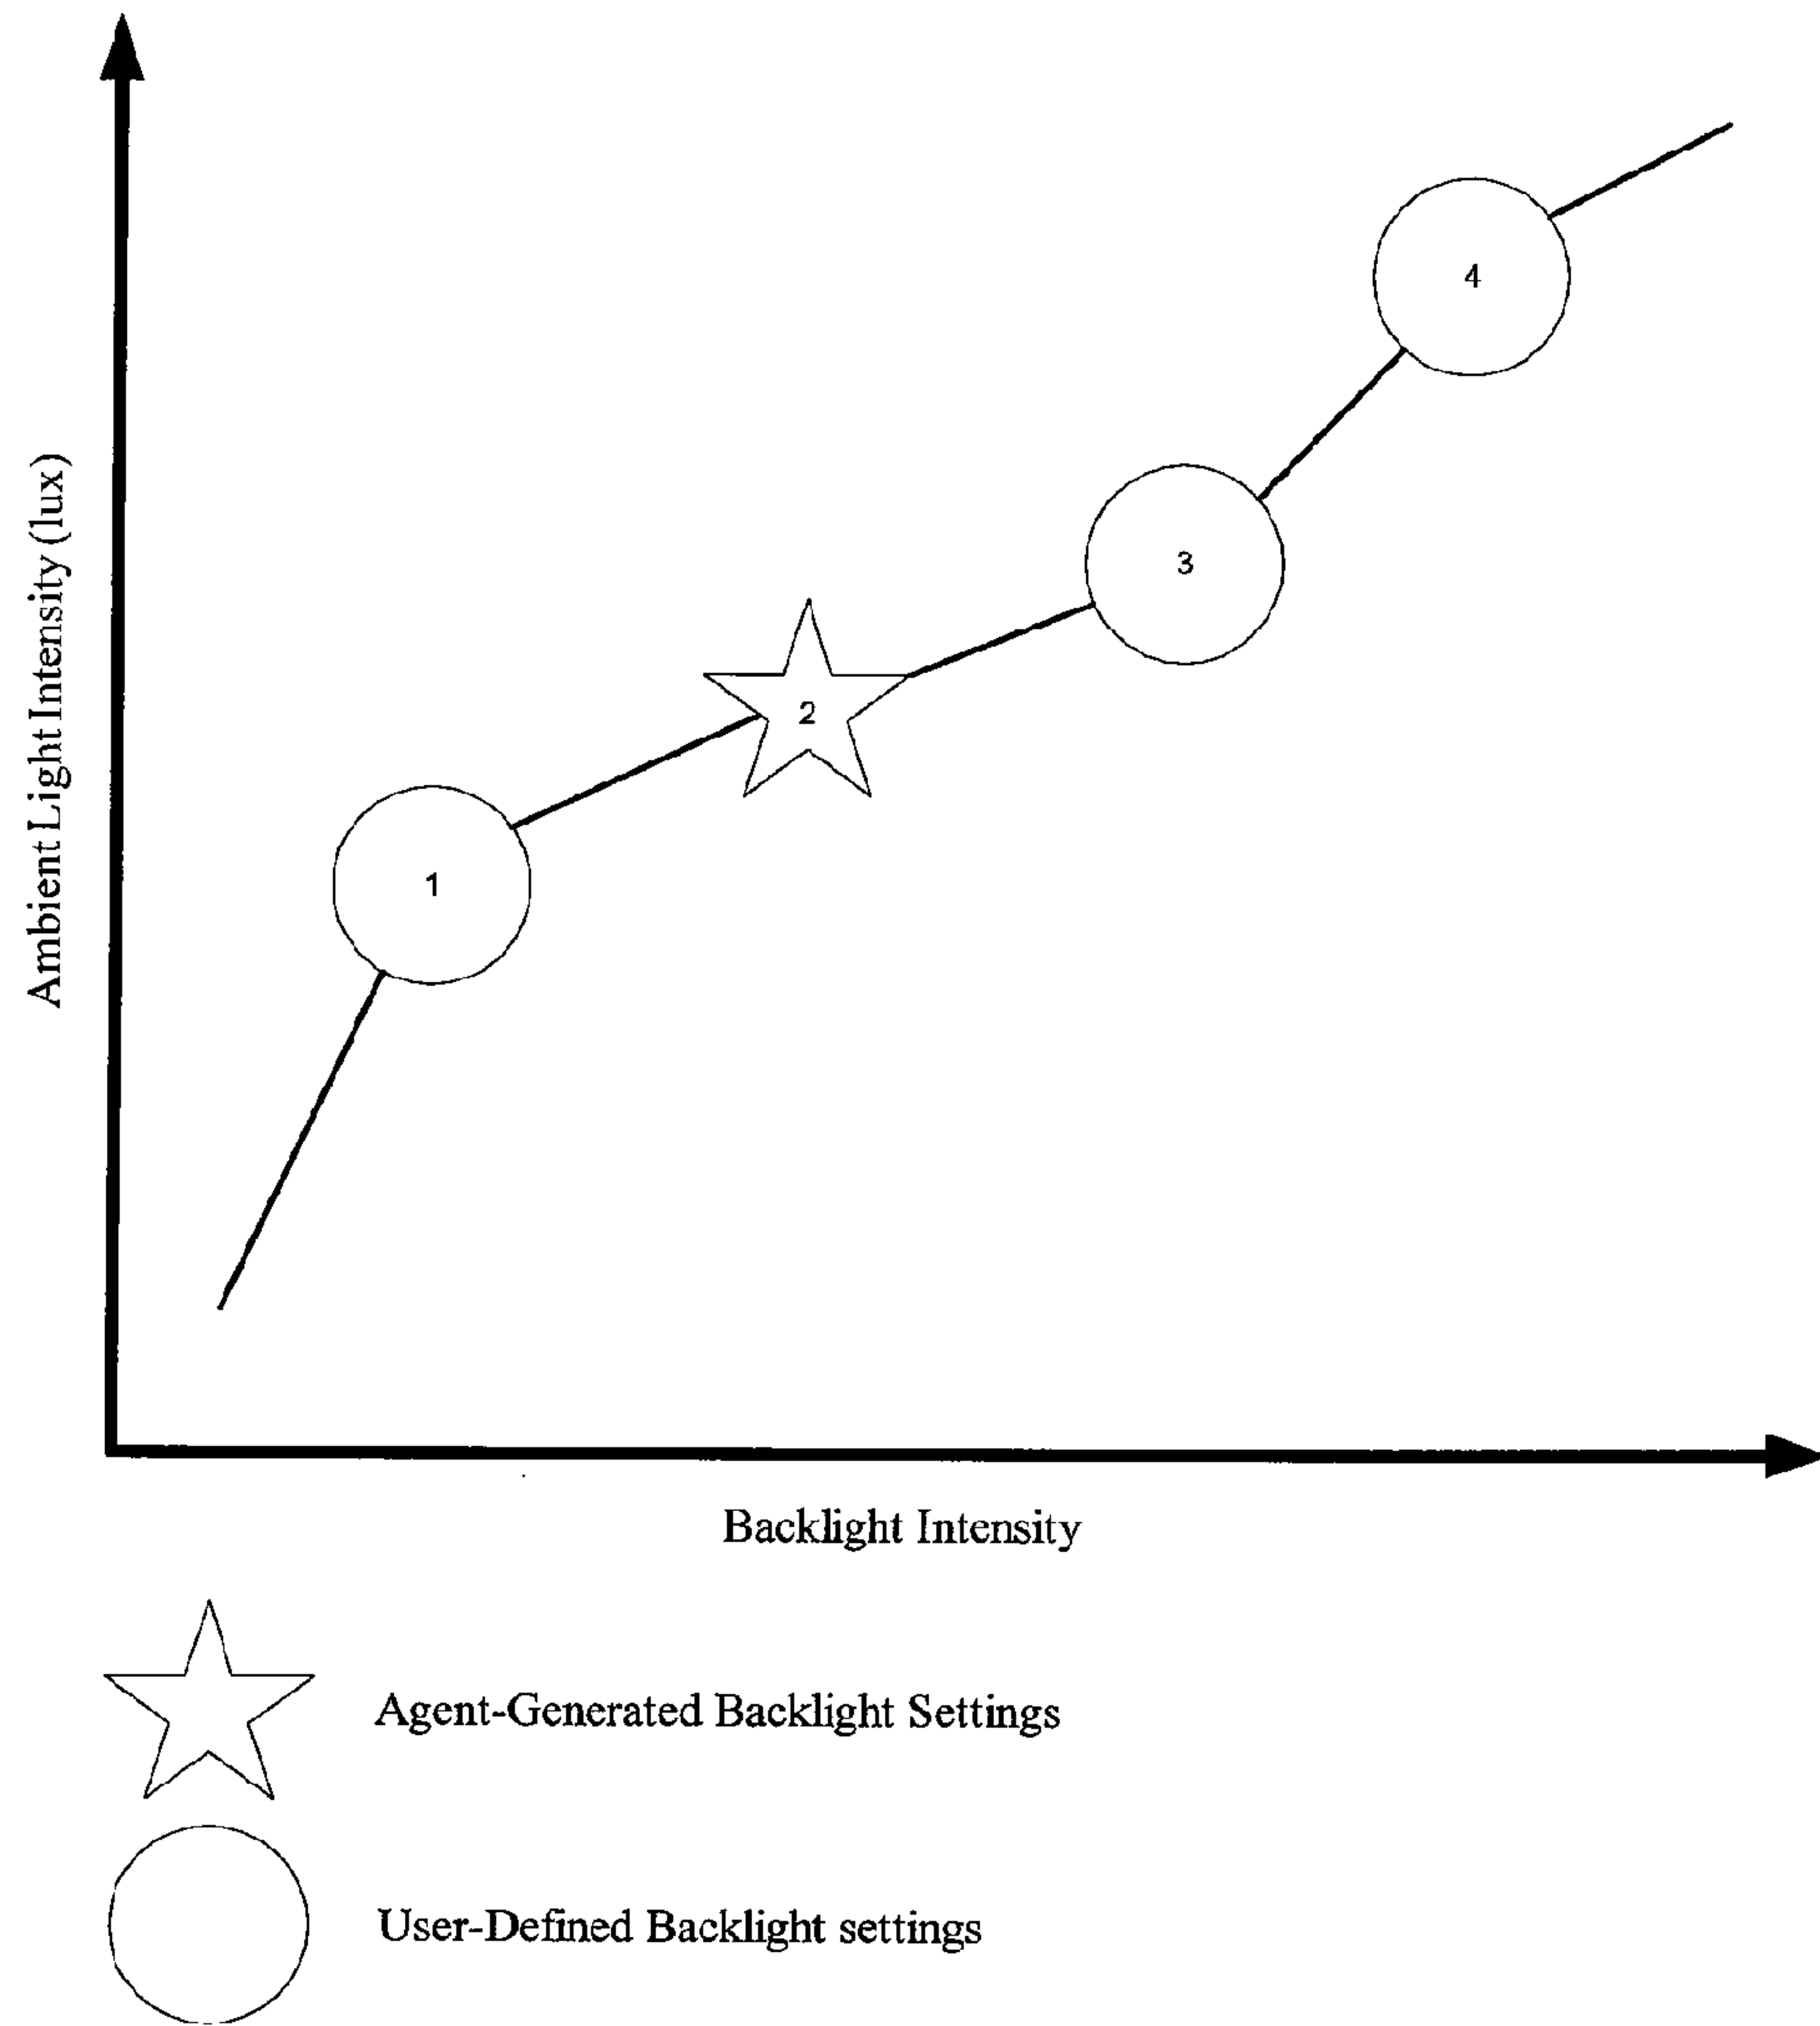 Ambient Light Intensity (lux)
4
3
2
1
Backlight Intensity
Agent-Generated Backlight Settings
User-Defined Backlight settings